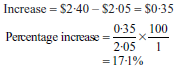 Increase = $2·40 – $2·05 = $0·35
Percentage increase = 0·35/2·05 × 100/1
= 17·1%